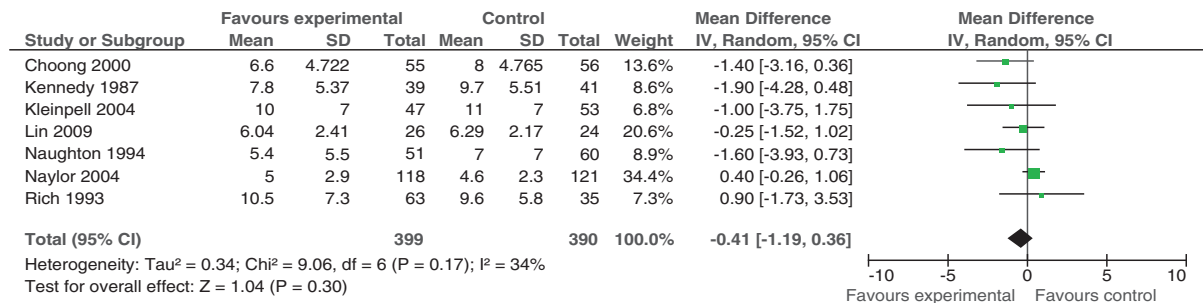 Favours experimental Control Mean Difference Mean Difference
Study or Subgroup Mean SD Total Mean SD Total Weight IV, Random, 95% CI IV, Random, 95% CI
Choong 2000 6.6 4.722 55 8 4.765 56 13.6% -1.40 [-3.16, 0.36]
Kennedy 1987 7.8 5.37 39 9.7 5.51 41 8.6% -1.90 [-4.28, 0.48]
Kleinpell 2004 10 7 47 11 7 53 6.8% -1.00 [-3.75, 1.75]
Lin 2009 6.04 2.41 26 6.29 2.17 24 20.6% -0.25 [-1.52, 1.02]
Naughton 1994 5.4 5.5 51 7 7 60 8.9% -1.60 [-3.93, 0.73]
Naylor 2004 5 2.9 118 4.6 2.3 121 34.4% 0.40 [-0.26, 1.06]
Rich 1993 10.5 7.3 63 9.6 5.8 35 7.3% 0.90 [-1.73, 3.53]
Total (95% CI) 399 390 100.0% -0.41 [-1.19, 0.36]
Heterogeneity: Tau² = 0.34; Chi² = 9.06, df = 6 (P = 0.17); I² = 34%
Test for overall effect: Z = 1.04 (P = 0.30)
-10 -5 0 5 10
Favours experimental Favours control